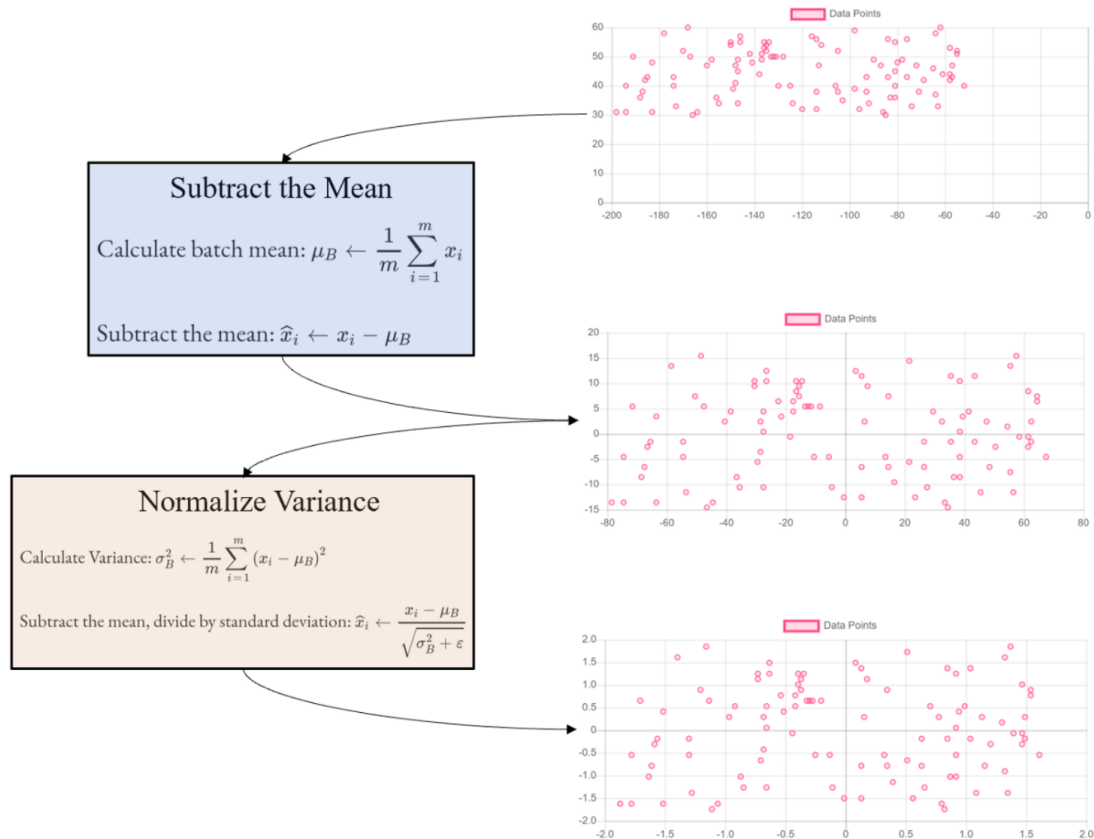 Data Points
60
50
40
30
20
10
0
-200 -180 -160 -140 -120 -100 -80 -60 -40 -20 0
Subtract the Mean
Calculate batch mean: μ_B ← 1/m ∑_{i=1}^{m} x_i
Subtract the mean: x̂_i ← x_i − μ_B
Data Points
20
15
10
5
0
-5
-10
-15
-80 -60 -40 -20 0 20 40 60 80
Normalize Variance
Calculate Variance: σ_B^2 ← 1/m ∑_{i=1}^{m} (x_i − μ_B)^2
Subtract the mean, divide by standard deviation: x̂_i ← (x_i − μ_B)/√(σ_B^2 + ε)
Data Points
2.0
1.5
1.0
0.5
0
-0.5
-1.0
-1.5
-2.0
-2.0 -1.5 -1.0 -0.5 0 0.5 1.0 1.5 2.0